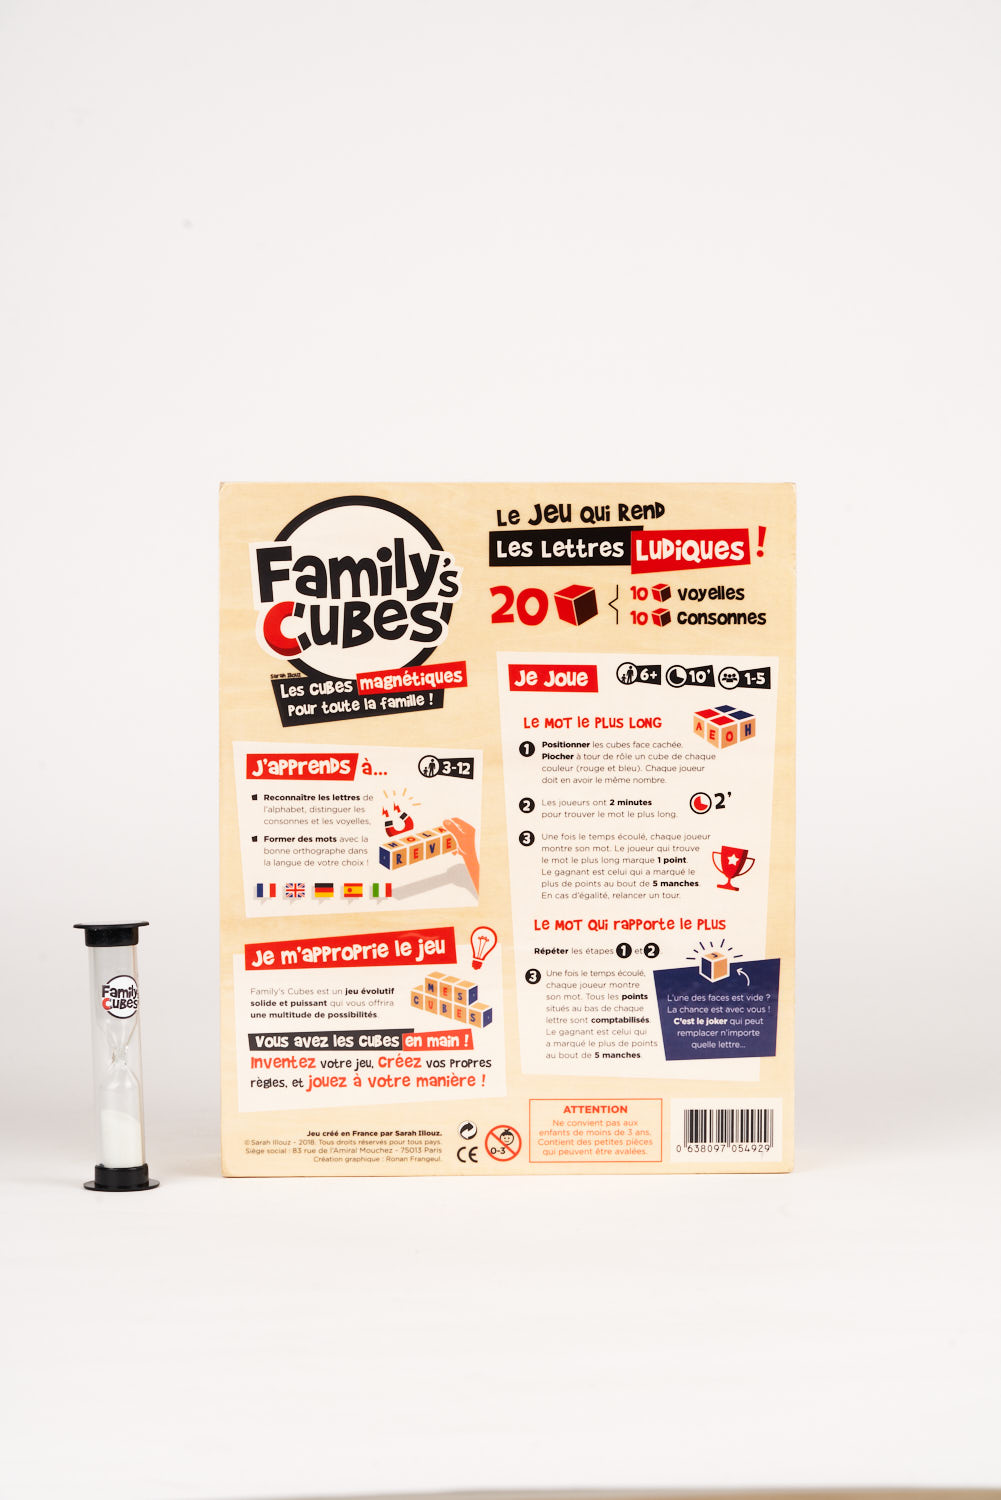 Family's
CUBES
Sarah Illouz
Les CUBes magnétiques
Pour toute la famille !
Le JEU qui REND
Les Lettres LUDIQUES !
20
10 voyelles
10 consonnes
J'apprends à...
3-12
Reconnaître les lettres de
l'alphabet, distinguer les
consonnes et les voyelles,
Former des mots avec la
bonne orthographe dans
la langue de votre choix !
HOLA
REVE
Je m'approprie le jeu
Family's Cubes est un jeu évolutif
solide et puissant qui vous offrira
une multitude de possibilités.
MES
CUBES
Vous avez les cubes en main !
Inventez votre jeu, Créez vos propres
règles, et jouez à votre manière !
Je Joue
6+
10'
1-5
Le MOT le PLUS LONG
A E O H
1 Positionner les cubes face cachée.
Piocher à tour de rôle un cube de chaque
couleur (rouge et bleu). Chaque joueur
doit en avoir le même nombre.
2 Les joueurs ont 2 minutes
pour trouver le mot le plus long.
2'
3 Une fois le temps écoulé, chaque joueur
montre son mot. Le joueur qui trouve
le mot le plus long marque 1 point.
Le gagnant est celui qui a marqué le
plus de points au bout de 5 manches.
En cas d'égalité, relancer un tour.
Le MOT qui rapporte le PLUS
Répéter les étapes 1 et 2.
3 Une fois le temps écoulé,
chaque joueur montre
son mot. Tous les points
situés au bas de chaque
lettre sont comptabilisés.
Le gagnant est celui qui
a marqué le plus de points
au bout de 5 manches.
L'une des faces est vide ?
La chance est avec vous !
C'est le joker qui peut
remplacer n'importe
quelle lettre...
Jeu créé en France par Sarah Illouz.
© Sarah Illouz - 2018. Tous droits réservés pour tous pays.
Siège social : 83 rue de l'Amiral Mouchez - 75013 Paris
Création graphique : Ronan Frangeul.
CE
0-3
ATTENTION
Ne convient pas aux
enfants de moins de 3 ans.
Contient des petites pièces
qui peuvent être avalées.
0 638097 054929
Family's
CUBES